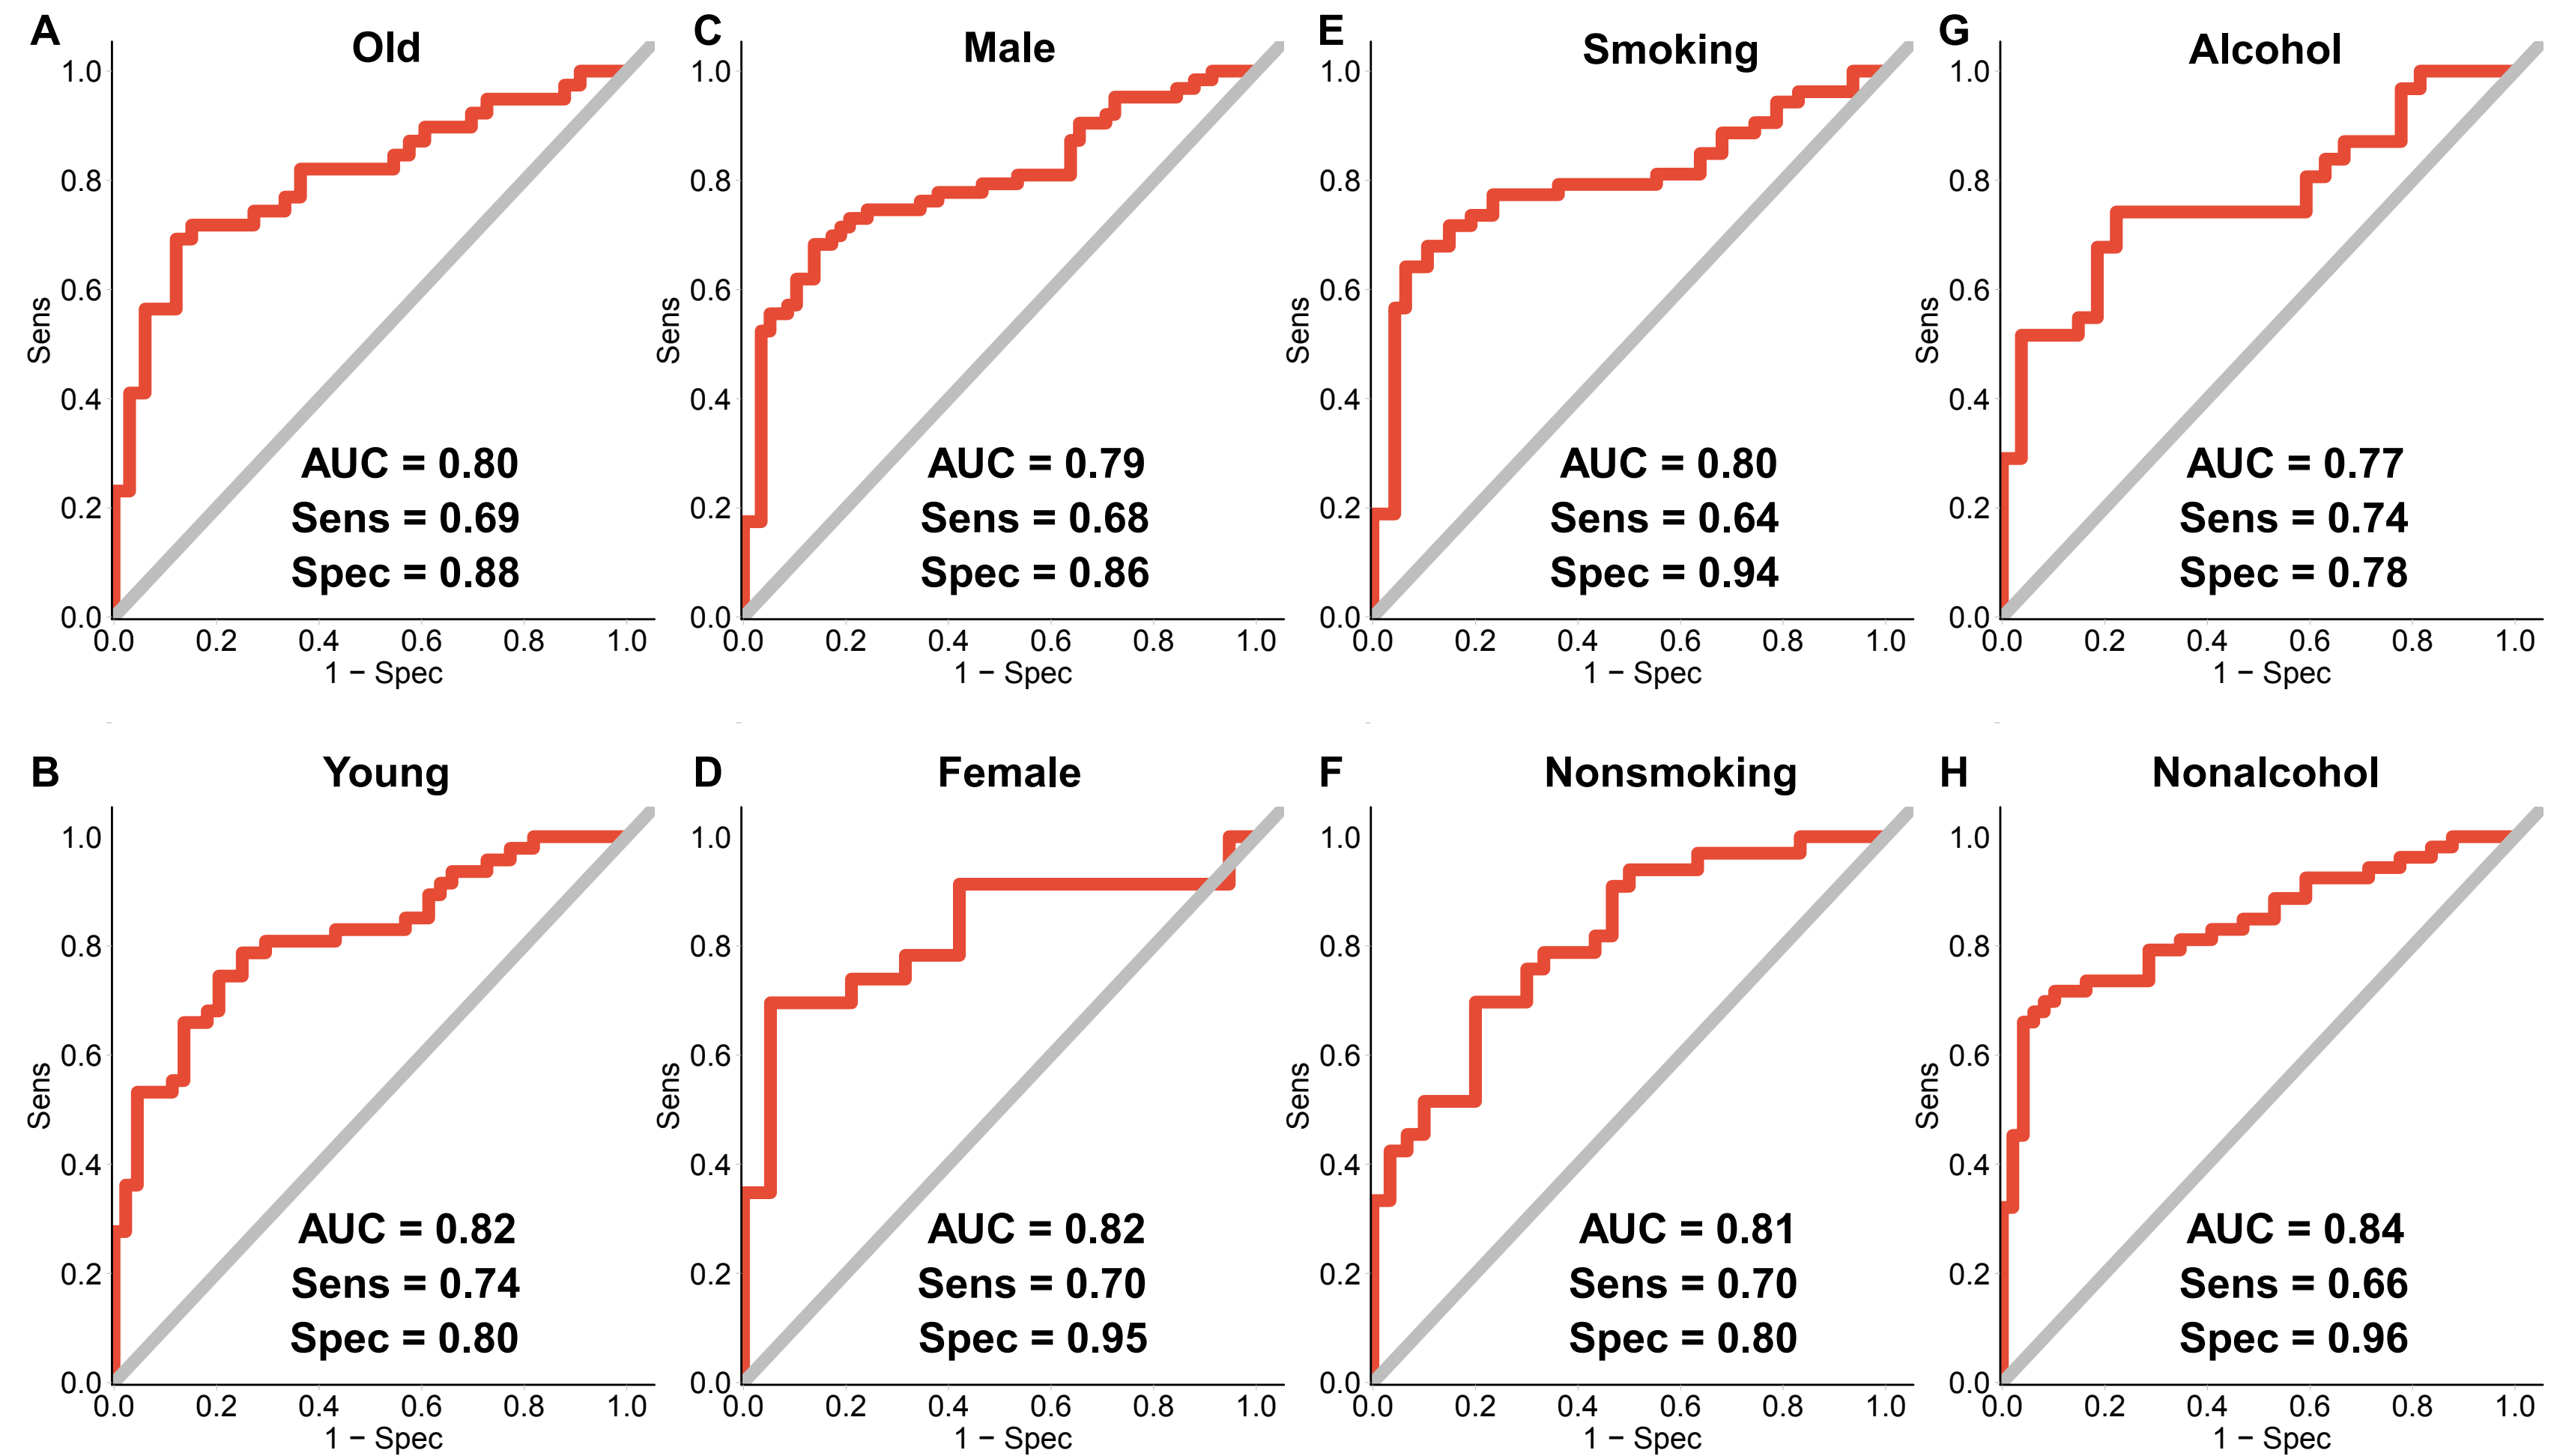 A
Old
1.0
0.8
0.6
0.4
0.2
0.0
Sens
AUC = 0.80
Sens = 0.69
Spec = 0.88
0.0 0.2 0.4 0.6 0.8 1.0
1 − Spec
C
Male
1.0
0.8
0.6
0.4
0.2
0.0
Sens
AUC = 0.79
Sens = 0.68
Spec = 0.86
0.0 0.2 0.4 0.6 0.8 1.0
1 − Spec
E
Smoking
1.0
0.8
0.6
0.4
0.2
0.0
Sens
AUC = 0.80
Sens = 0.64
Spec = 0.94
0.0 0.2 0.4 0.6 0.8 1.0
1 − Spec
G
Alcohol
1.0
0.8
0.6
0.4
0.2
0.0
Sens
AUC = 0.77
Sens = 0.74
Spec = 0.78
0.0 0.2 0.4 0.6 0.8 1.0
1 − Spec
B
Young
1.0
0.8
0.6
0.4
0.2
0.0
Sens
AUC = 0.82
Sens = 0.74
Spec = 0.80
0.0 0.2 0.4 0.6 0.8 1.0
1 − Spec
D
Female
1.0
0.8
0.6
0.4
0.2
0.0
Sens
AUC = 0.82
Sens = 0.70
Spec = 0.95
0.0 0.2 0.4 0.6 0.8 1.0
1 − Spec
F
Nonsmoking
1.0
0.8
0.6
0.4
0.2
0.0
Sens
AUC = 0.81
Sens = 0.70
Spec = 0.80
0.0 0.2 0.4 0.6 0.8 1.0
1 − Spec
H
Nonalcohol
1.0
0.8
0.6
0.4
0.2
0.0
Sens
AUC = 0.84
Sens = 0.66
Spec = 0.96
0.0 0.2 0.4 0.6 0.8 1.0
1 − Spec